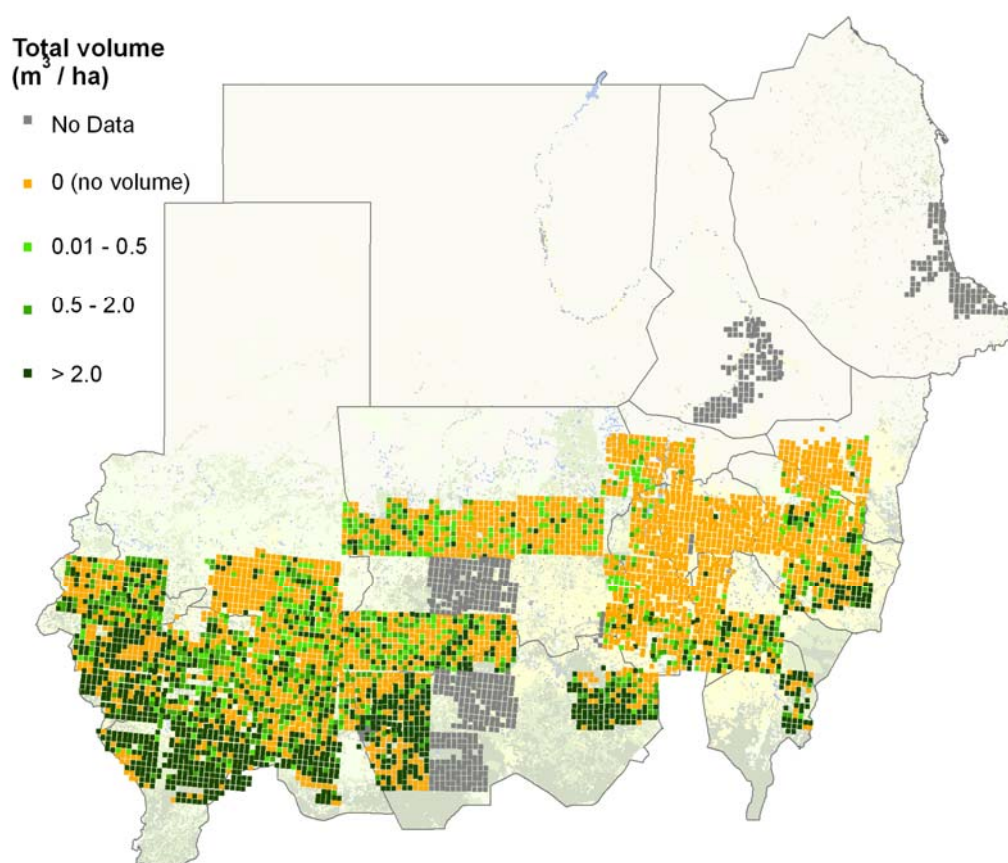 Total volume
(m³ / ha)
No Data
0 (no volume)
0.01 - 0.5
0.5 - 2.0
> 2.0